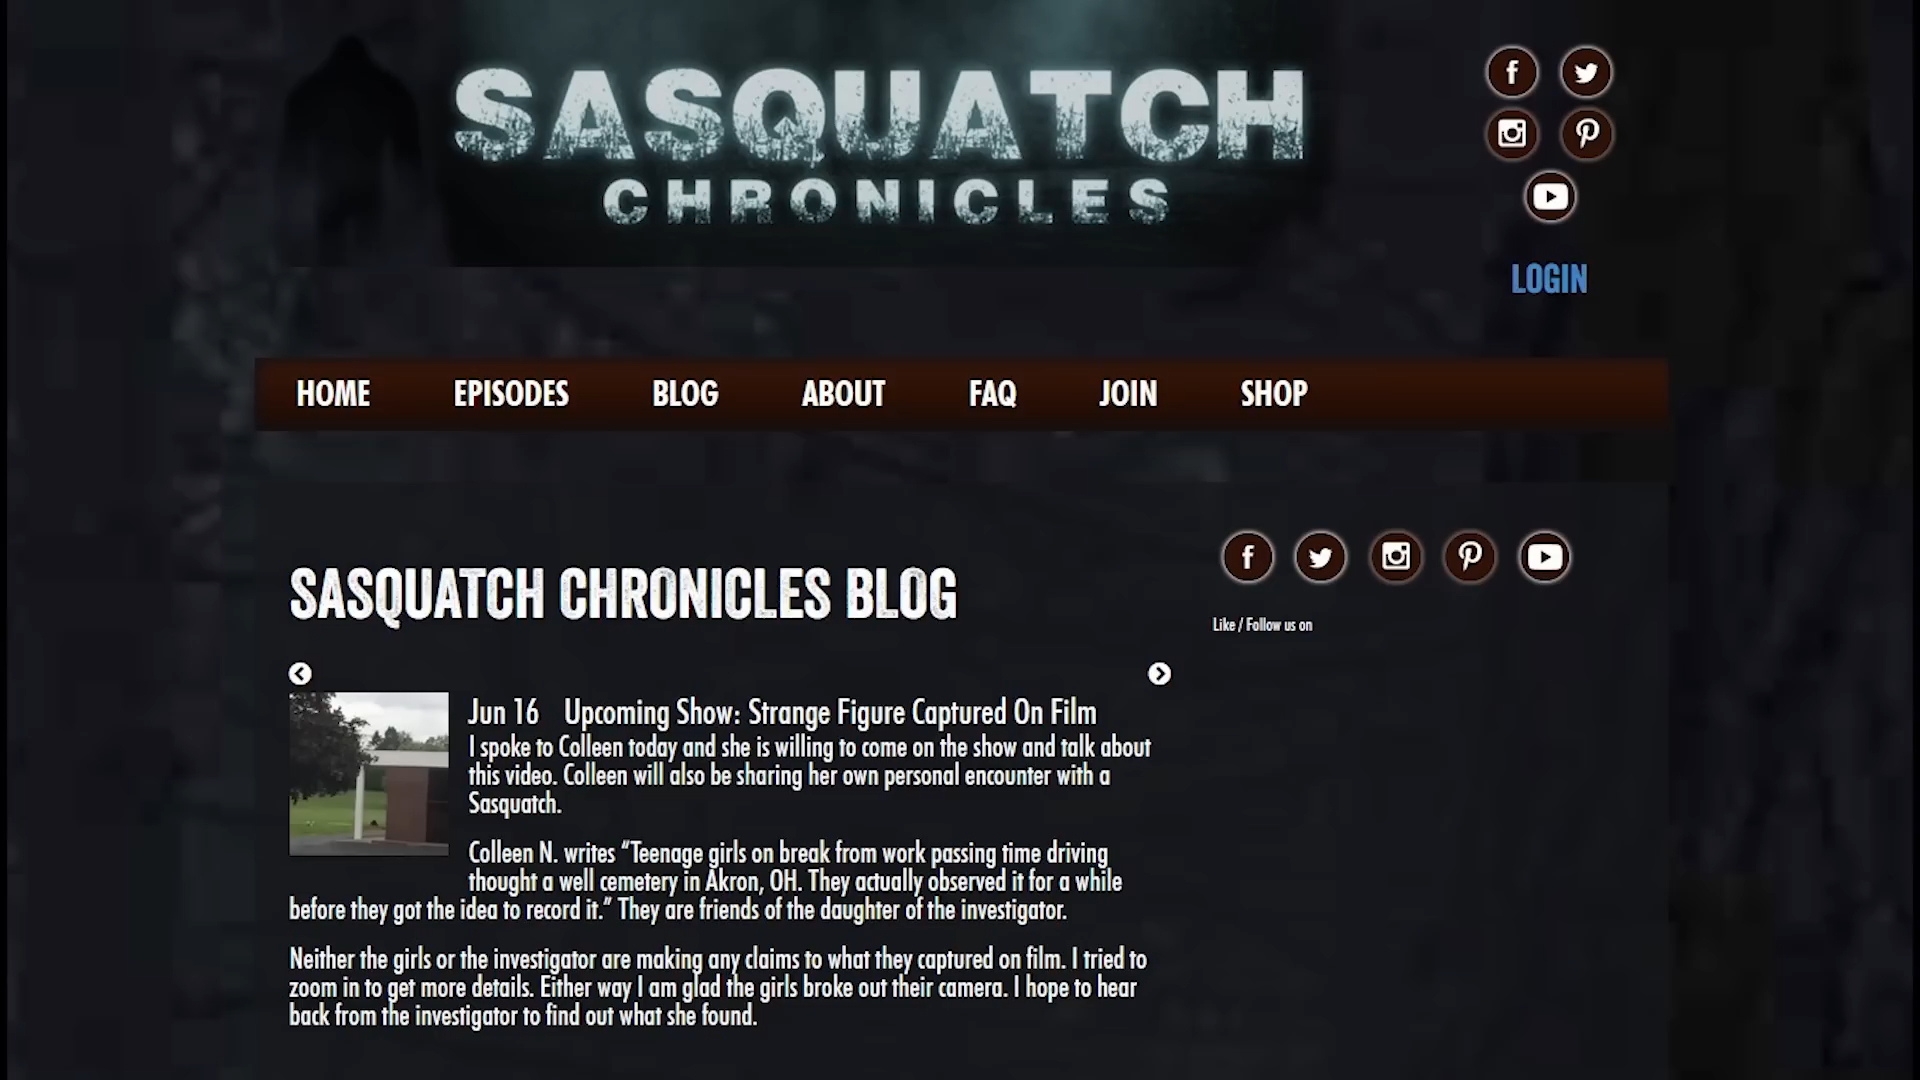 SASQUATCH
CHRONICLES
LOGIN
HOME EPISODES BLOG ABOUT FAQ JOIN SHOP
SASQUATCH CHRONICLES BLOG
Like / Follow us on
Jun 16 Upcoming Show: Strange Figure Captured On Film
I spoke to Colleen today and she is willing to come on the show and talk about
this video. Colleen will also be sharing her own personal encounter with a
Sasquatch.
Colleen N. writes “Teenage girls on break from work passing time driving
thought a well cemetery in Akron, OH. They actually observed it for a while
before they got the idea to record it.” They are friends of the daughter of the investigator.
Neither the girls or the investigator are making any claims to what they captured on film. I tried to
zoom in to get more details. Either way I am glad the girls broke out their camera. I hope to hear
back from the investigator to find out what she found.